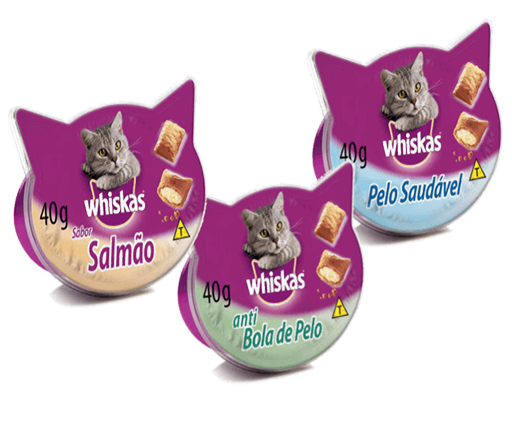 whiskas
40g
Sabor
Salmão
T
whiskas
40g
anti
Bola de Pelo
T
whiskas
40g
Pelo Saudável
T